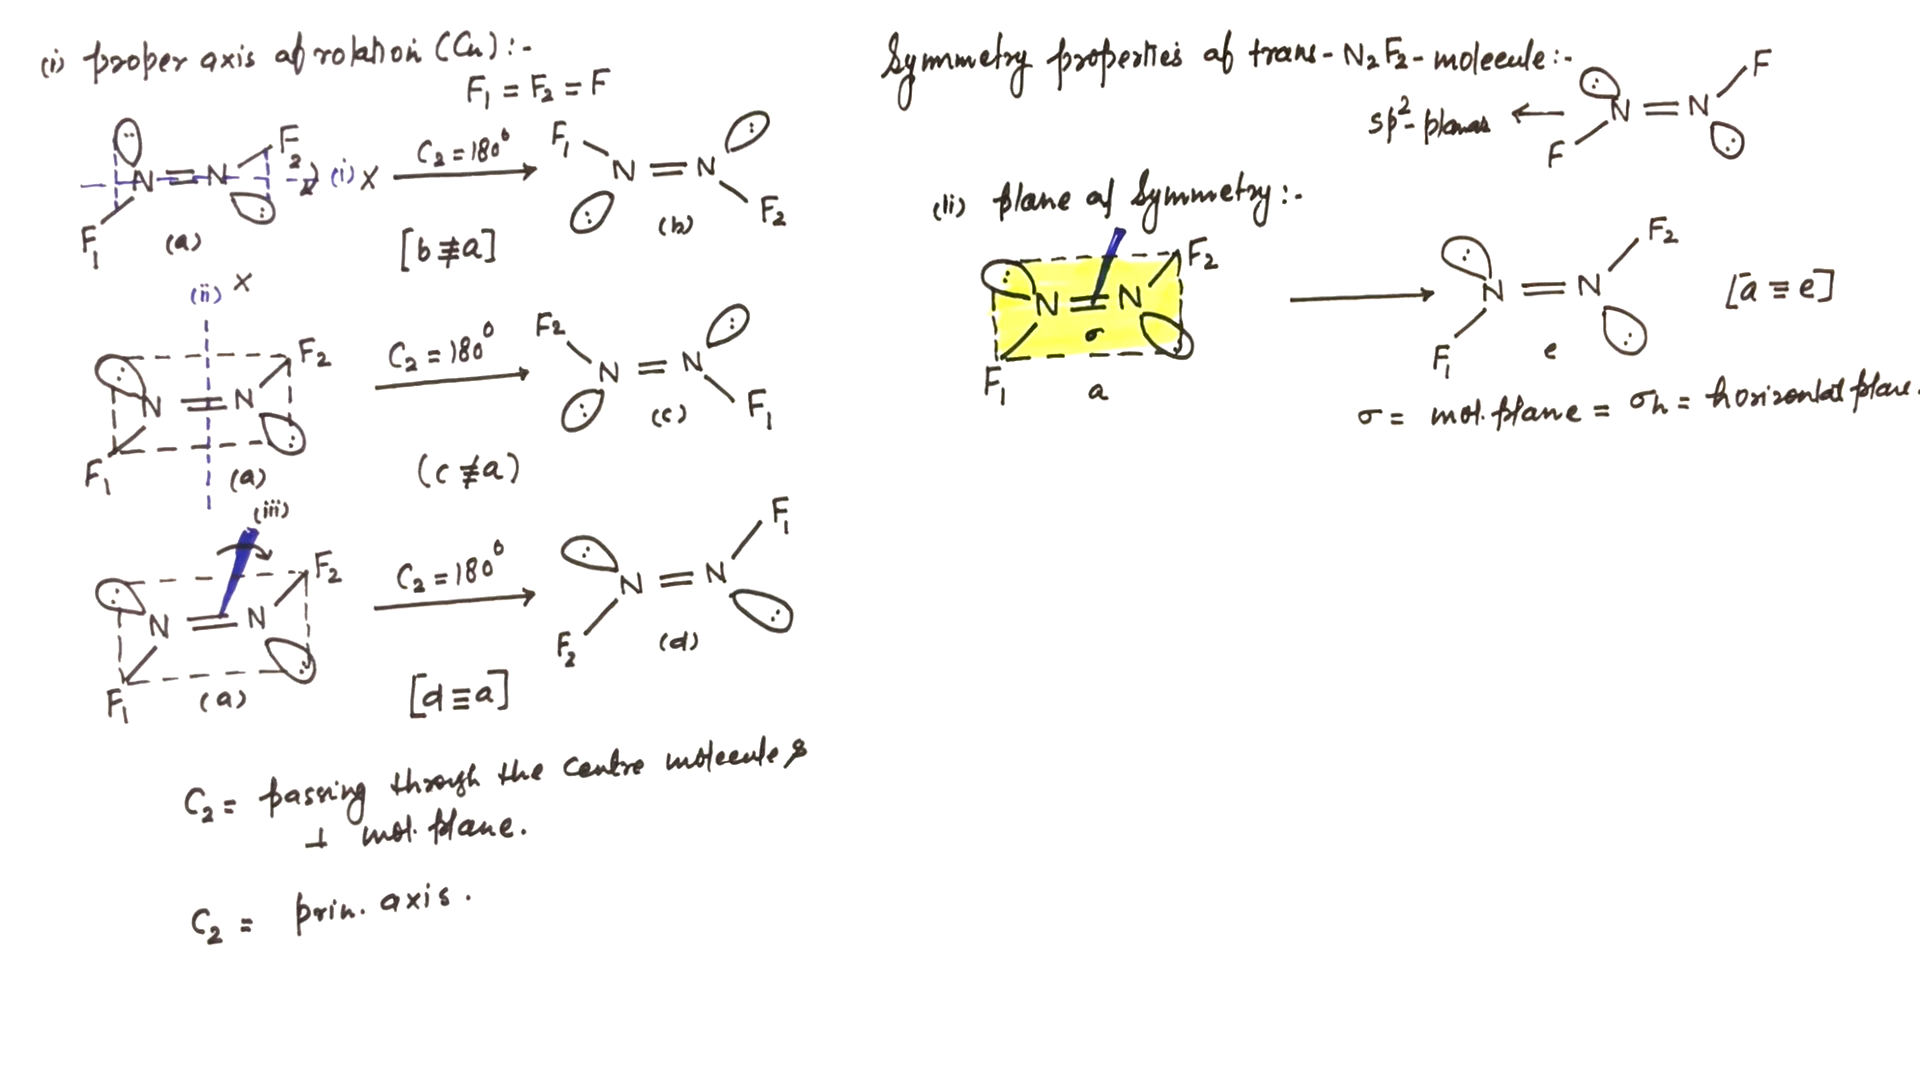 (i) proper axis of rotation (Cn):-
F1 = F2 = F
F2
N = N
F1
(a)
(i) X
C2 = 180°
[b ≢ a]
F1
N = N
F2
(b)
(ii) X
F2
N = N
F1
(a)
C2 = 180°
(c ≢ a)
F2
N = N
F1
(c)
(iii)
F2
N = N
F1
(a)
C2 = 180°
[d ≡ a]
F1
N = N
F2
(d)
C2 = passing through the centre molecule &
⊥ mol. plane.
C2 = prin. axis.
Symmetry properties of trans-N2F2-molecule:-
F
N = N
F
sp2-planar ←
(ii) plane of Symmetry:-
F2
N = N
σ
F1
a
F2
N = N
F1
e
[a ≡ e]
σ = mol. plane = σh = horizontal plane.